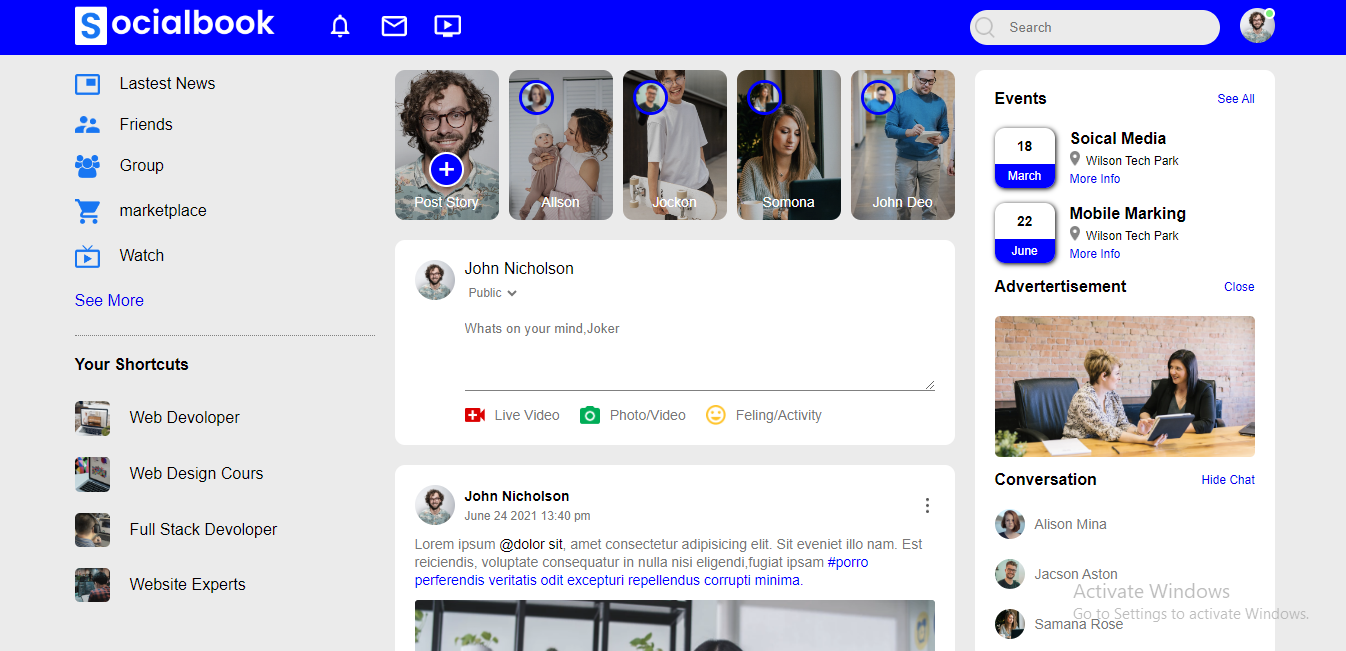 Socialbook
Search
Lastest News
Friends
Group
marketplace
Watch
See More
Your Shortcuts
Web Devoloper
Web Design Cours
Full Stack Devoloper
Website Experts
Post Story
Alison
Jockon
Somona
John Deo
John Nicholson
Public
Whats on your mind,Joker
Live Video
Photo/Video
Feling/Activity
John Nicholson
June 24 2021 13:40 pm
Lorem ipsum @dolor sit, amet consectetur adipisicing elit. Sit eveniet illo nam. Est
reiciendis, voluptate consequatur in nulla nisi eligendi,fugiat ipsam #porro
perferendis veritatis odit excepturi repellendus corrupti minima.
Events
See All
18
March
Soical Media
Wilson Tech Park
More Info
22
June
Mobile Marking
Wilson Tech Park
More Info
Advertertisement
Close
Conversation
Hide Chat
Alison Mina
Jacson Aston
Samana Rose
Activate Windows
Go to Settings to activate Windows.